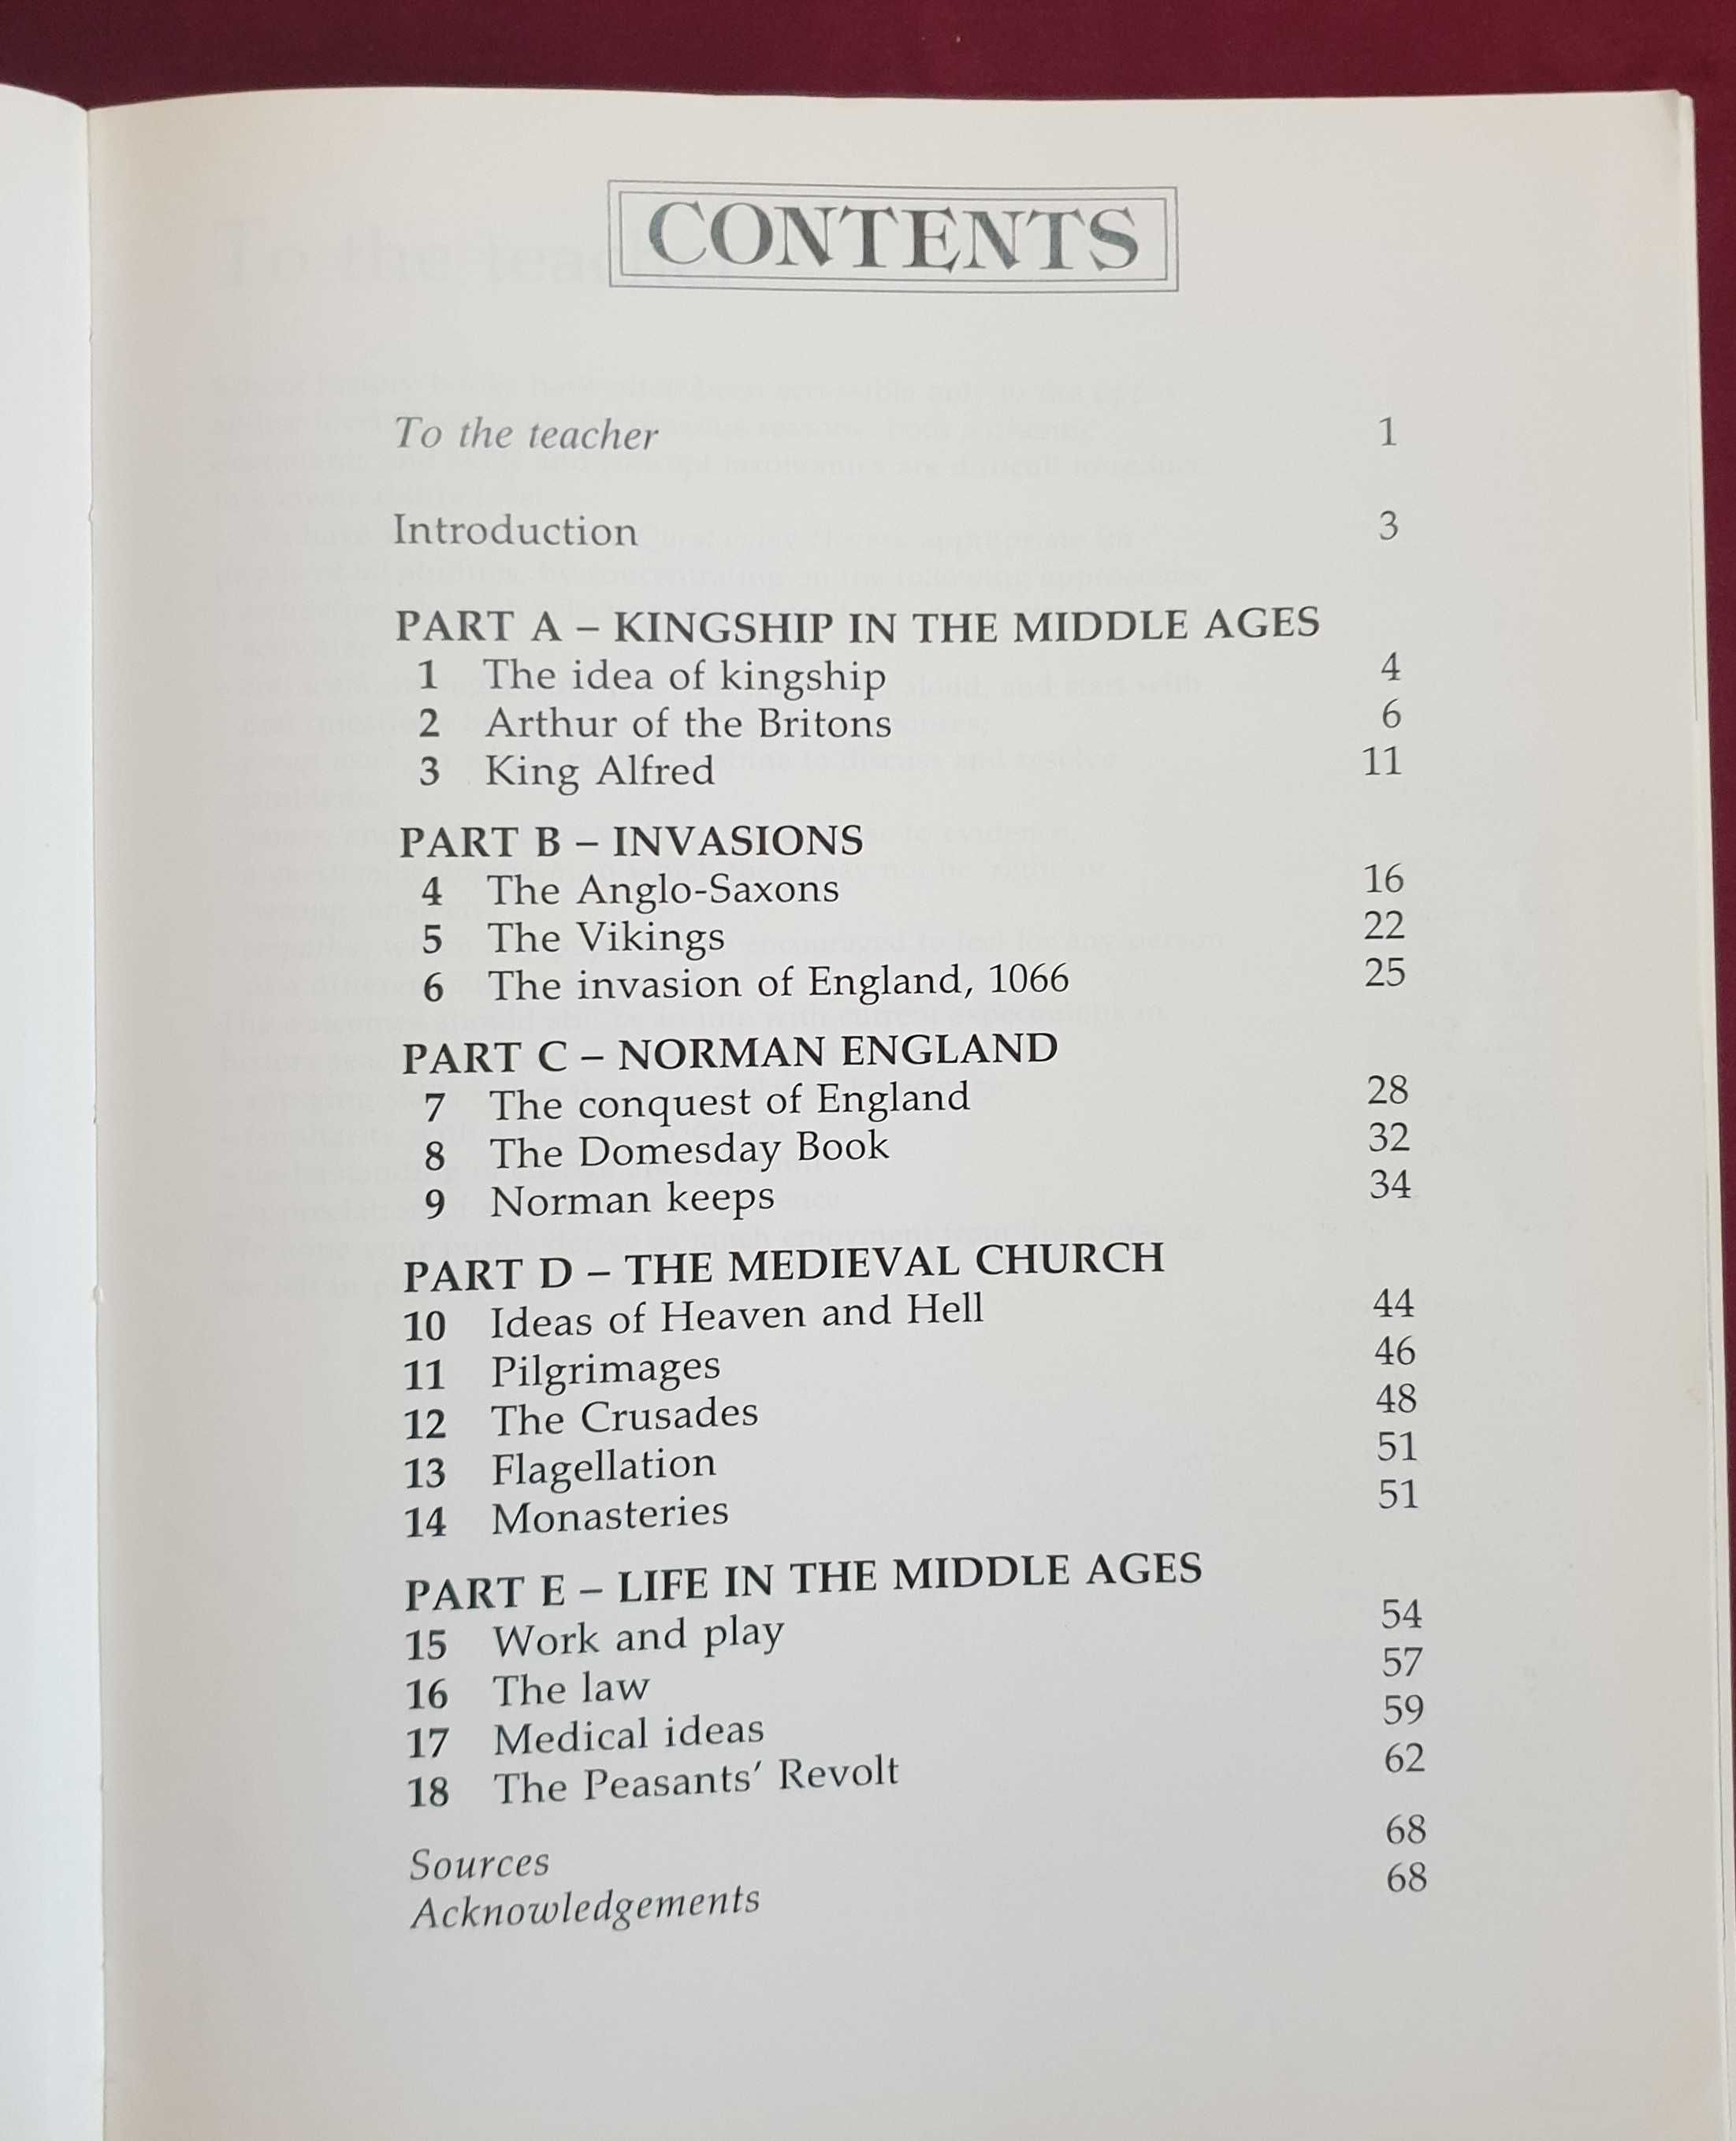 CONTENTS
To the teacher 1
Introduction 3
PART A – KINGSHIP IN THE MIDDLE AGES
1 The idea of kingship 4
2 Arthur of the Britons 6
3 King Alfred 11
PART B – INVASIONS
4 The Anglo-Saxons 16
5 The Vikings 22
6 The invasion of England, 1066 25
PART C – NORMAN ENGLAND
7 The conquest of England 28
8 The Domesday Book 32
9 Norman keeps 34
PART D – THE MEDIEVAL CHURCH
10 Ideas of Heaven and Hell 44
11 Pilgrimages 46
12 The Crusades 48
13 Flagellation 51
14 Monasteries 51
PART E – LIFE IN THE MIDDLE AGES
15 Work and play 54
16 The law 57
17 Medical ideas 59
18 The Peasants' Revolt 62
Sources 68
Acknowledgements 68